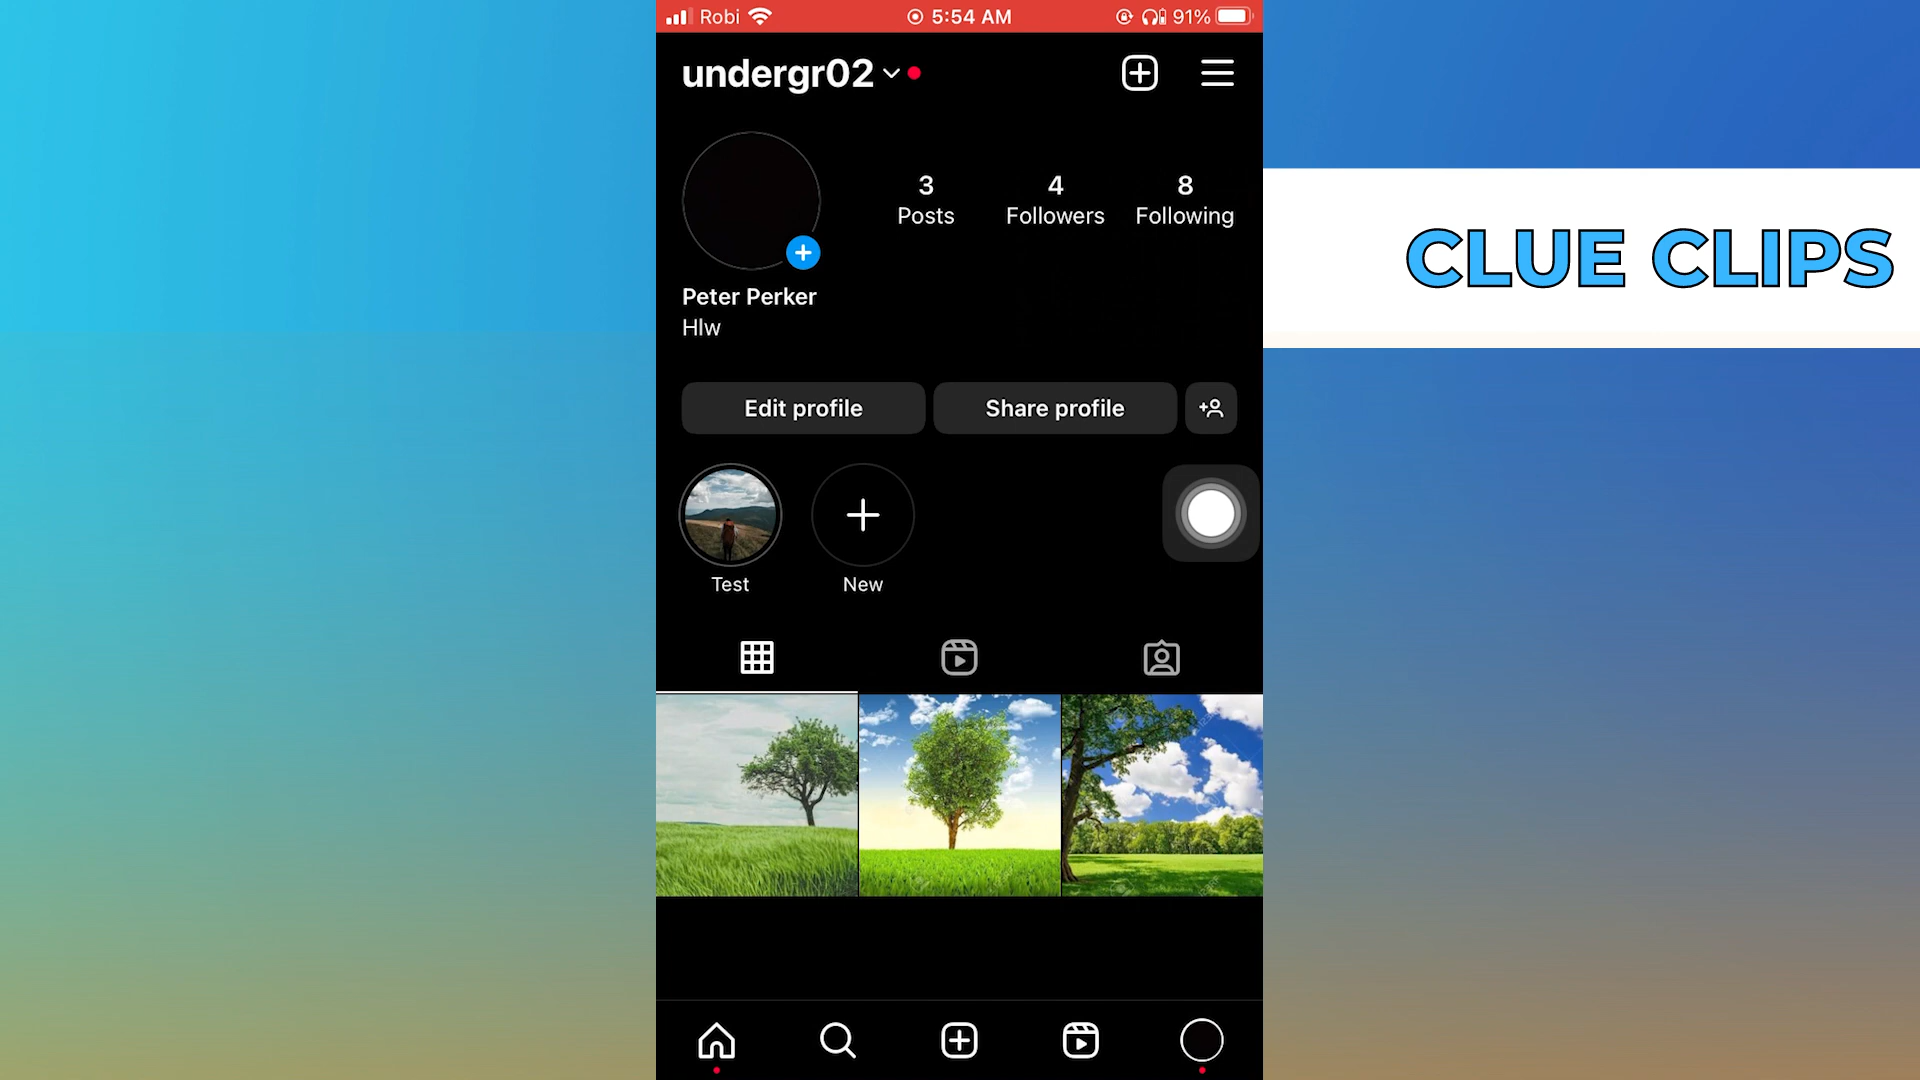 Robi 5:54 AM 91%
undergr02
3 4 8
Posts Followers Following
Peter Perker
Hlw
Edit profile Share profile
Test New
CLUE CLIPS